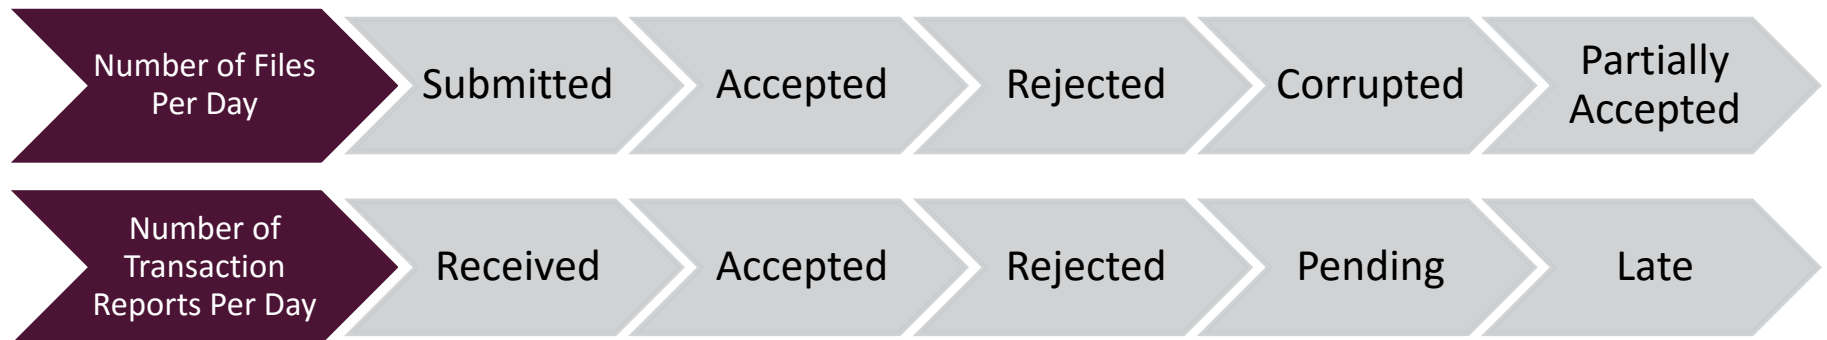 Number of Files
Per Day
Submitted
Accepted
Rejected
Corrupted
Partially
Accepted
Number of
Transaction
Reports Per Day
Received
Accepted
Rejected
Pending
Late